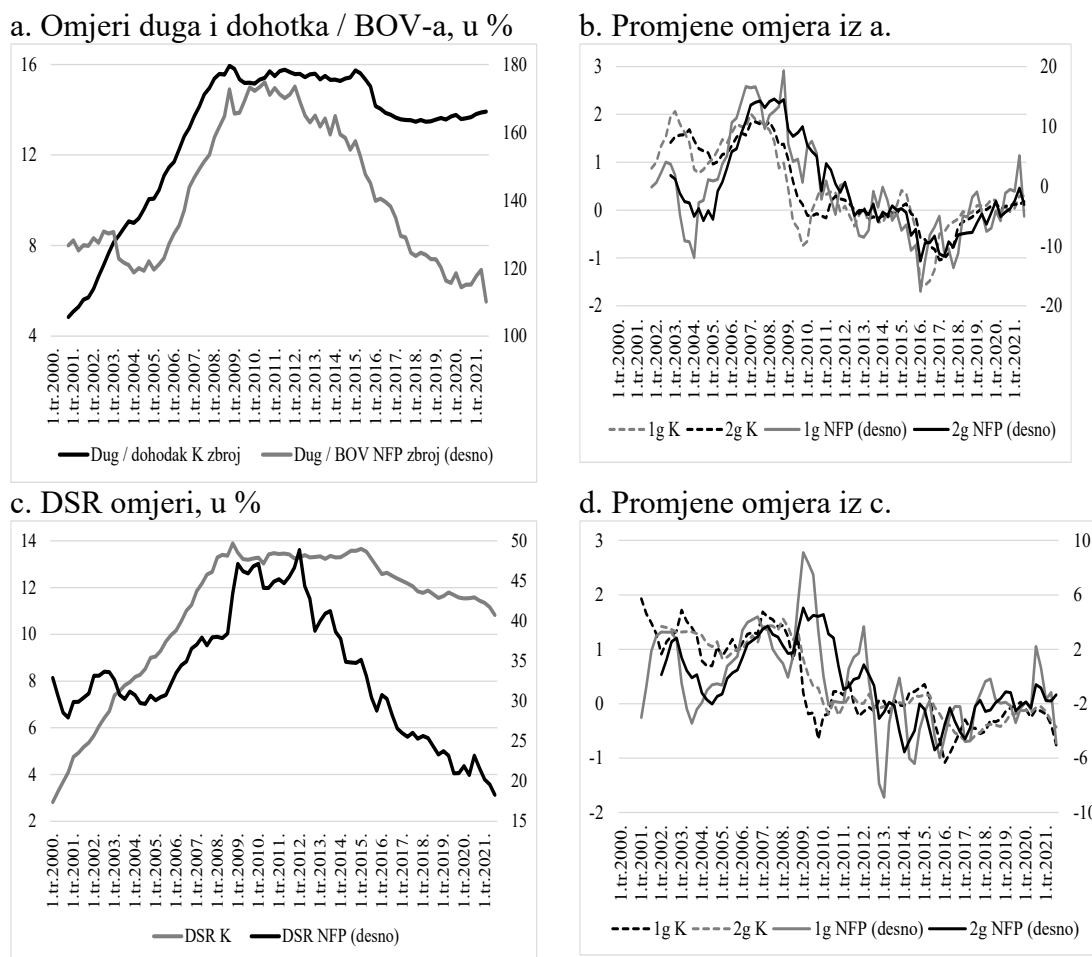 a. Omjeri duga i dohotka / BOV-a, u %
16
12
8
4
180
160
140
120
100
1.tr.2000.
1.tr.2001.
1.tr.2002.
1.tr.2003.
1.tr.2004.
1.tr.2005.
1.tr.2006.
1.tr.2007.
1.tr.2008.
1.tr.2009.
1.tr.2010.
1.tr.2011.
1.tr.2012.
1.tr.2013.
1.tr.2014.
1.tr.2015.
1.tr.2016.
1.tr.2017.
1.tr.2018.
1.tr.2019.
1.tr.2020.
1.tr.2021.
Dug / dohodak K zbroj Dug / BOV NFP zbroj (desno)
b. Promjene omjera iz a.
3
2
1
0
-1
-2
20
10
0
-10
-20
1.tr.2000.
1.tr.2002.
1.tr.2003.
1.tr.2004.
1.tr.2005.
1.tr.2006.
1.tr.2007.
1.tr.2008.
1.tr.2009.
1.tr.2010.
1.tr.2011.
1.tr.2012.
1.tr.2013.
1.tr.2014.
1.tr.2015.
1.tr.2016.
1.tr.2017.
1.tr.2018.
1.tr.2019.
1.tr.2020.
1.tr.2021.
1g K 2g K 1g NFP (desno) 2g NFP (desno)
c. DSR omjeri, u %
14
12
10
8
6
4
2
50
45
40
35
30
25
20
15
1.tr.2000.
1.tr.2001.
1.tr.2002.
1.tr.2003.
1.tr.2004.
1.tr.2005.
1.tr.2006.
1.tr.2007.
1.tr.2008.
1.tr.2009.
1.tr.2010.
1.tr.2011.
1.tr.2012.
1.tr.2013.
1.tr.2014.
1.tr.2015.
1.tr.2016.
1.tr.2017.
1.tr.2018.
1.tr.2019.
1.tr.2020.
1.tr.2021.
DSR K DSR NFP (desno)
d. Promjene omjera iz c.
3
2
1
0
-1
-2
10
6
2
-2
-6
-10
1.tr.2000.
1.tr.2001.
1.tr.2002.
1.tr.2003.
1.tr.2004.
1.tr.2005.
1.tr.2006.
1.tr.2007.
1.tr.2008.
1.tr.2009.
1.tr.2010.
1.tr.2011.
1.tr.2012.
1.tr.2013.
1.tr.2014.
1.tr.2015.
1.tr.2016.
1.tr.2017.
1.tr.2018.
1.tr.2019.
1.tr.2020.
1.tr.2021.
1g K 2g K 1g NFP (desno) 2g NFP (desno)